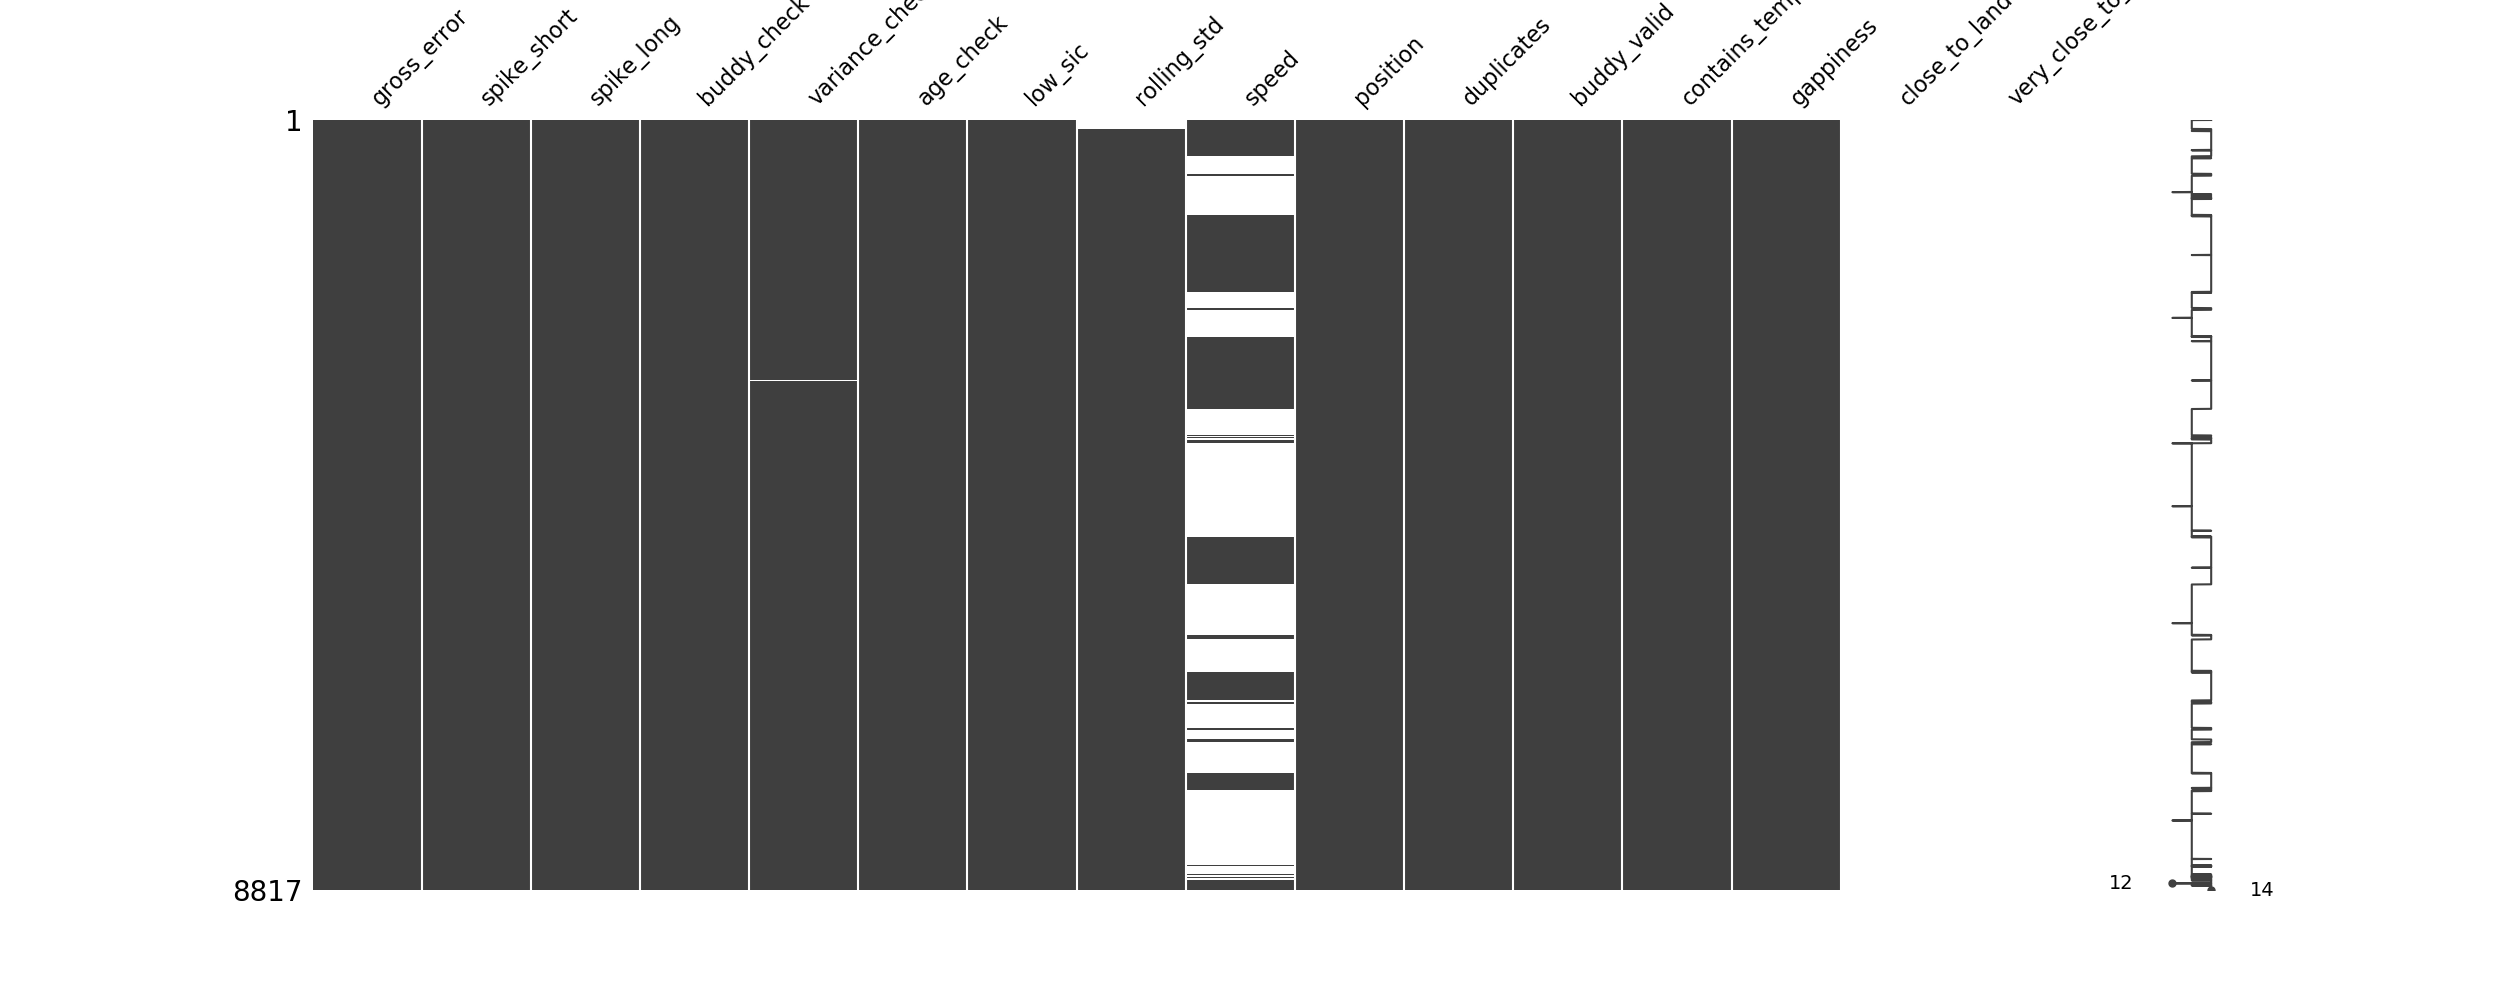 gross_error
spike_short
spike_long
buddy_check
age_check
low_sic
rolling_std
speed
position
duplicates
buddy_valid
gappiness
close_to_land
1
8817
12
14